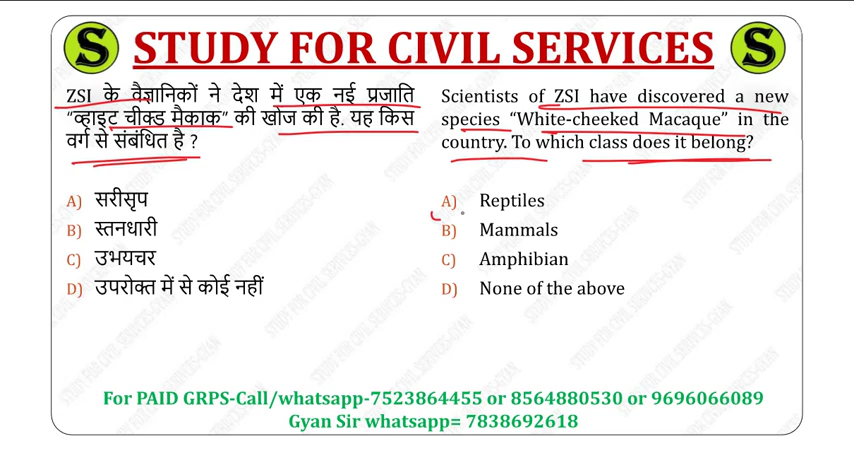 S STUDY FOR CIVIL SERVICES S
ZSI के वैज्ञानिकों ने देश में एक नई प्रजाति
“व्हाइट चीक्ड मैकाक” की खोज की है. यह किस
वर्ग से संबंधित है ?
A) सरीसृप
B) स्तनधारी
C) उभयचर
D) उपरोक्त में से कोई नहीं
Scientists of ZSI have discovered a new
species “White-cheeked Macaque” in the
country. To which class does it belong?
A) Reptiles
B) Mammals
C) Amphibian
D) None of the above
For PAID GRPS-Call/whatsapp-7523864455 or 8564880530 or 9696066089
Gyan Sir whatsapp= 7838692618